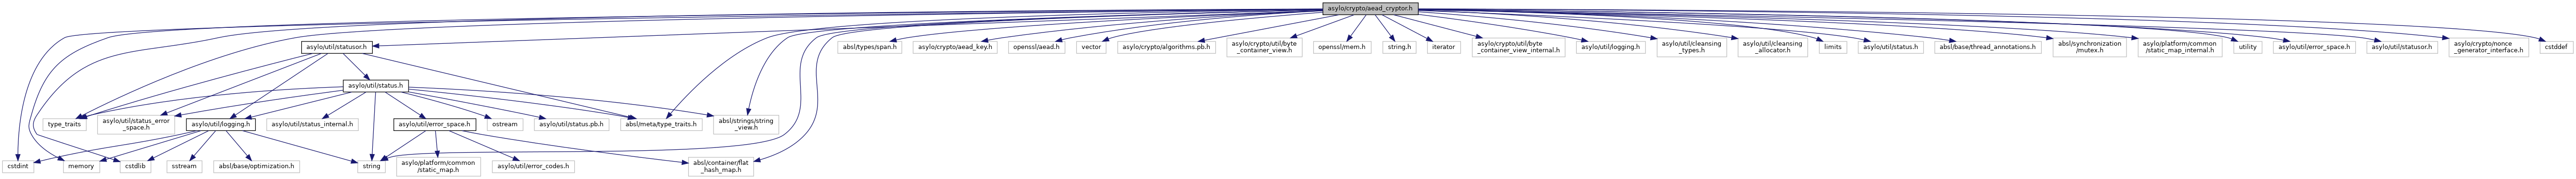 asylo/crypto/aead_cryptor.h
asylo/util/statusor.h
absl/types/span.h
asylo/crypto/aead_key.h
openssl/aead.h
vector
asylo/crypto/algorithms.pb.h
asylo/crypto/util/byte
_container_view.h
openssl/mem.h
string.h
iterator
asylo/crypto/util/byte
_container_view_internal.h
asylo/util/logging.h
asylo/util/cleansing
_types.h
asylo/util/cleansing
_allocator.h
limits
asylo/util/status.h
absl/base/thread_annotations.h
absl/synchronization
/mutex.h
asylo/platform/common
/static_map_internal.h
utility
asylo/util/error_space.h
asylo/util/statusor.h
asylo/crypto/nonce
_generator_interface.h
cstddef
asylo/util/status.h
type_traits
asylo/util/status_error
_space.h
asylo/util/logging.h
asylo/util/status_internal.h
asylo/util/error_space.h
ostream
asylo/util/status.pb.h
absl/meta/type_traits.h
absl/strings/string
_view.h
cstdint
memory
cstdlib
sstream
absl/base/optimization.h
string
asylo/platform/common
/static_map.h
asylo/util/error_codes.h
absl/container/flat
_hash_map.h